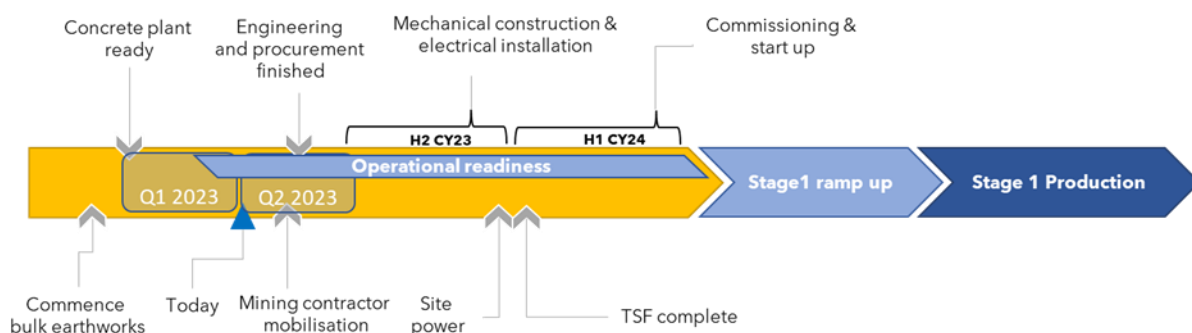 Concrete plant
ready
Engineering
and procurement
finished
Mechanical construction &
electrical installation
Commissioning &
start up
H2 CY23
H1 CY24
Operational readiness
Q1 2023
Q2 2023
Stage1 ramp up
Stage 1 Production
Commence
bulk earthworks
Today
Mining contractor
mobilisation
Site
power
TSF complete